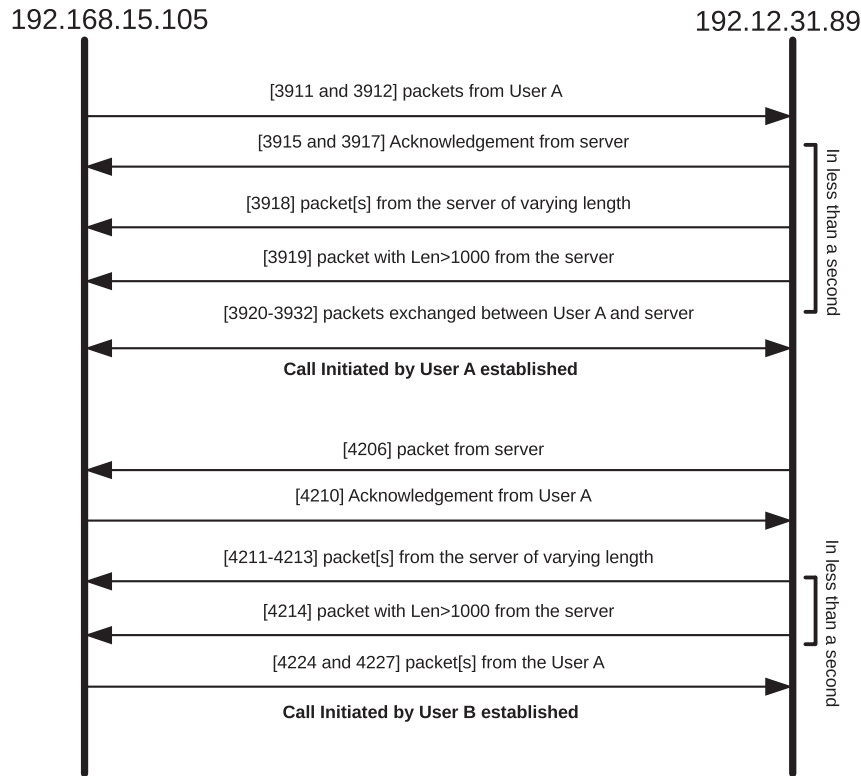 192.168.15.105
192.12.31.89
[3911 and 3912] packets from User A
[3915 and 3917] Acknowledgement from server
[3918] packet[s] from the server of varying length
[3919] packet with Len>1000 from the server
[3920-3932] packets exchanged between User A and server
In less than a second
Call Initiated by User A established
[4206] packet from server
[4210] Acknowledgement from User A
[4211-4213] packet[s] from the server of varying length
[4214] packet with Len>1000 from the server
[4224 and 4227] packet[s] from the User A
In less than a second
Call Initiated by User B established